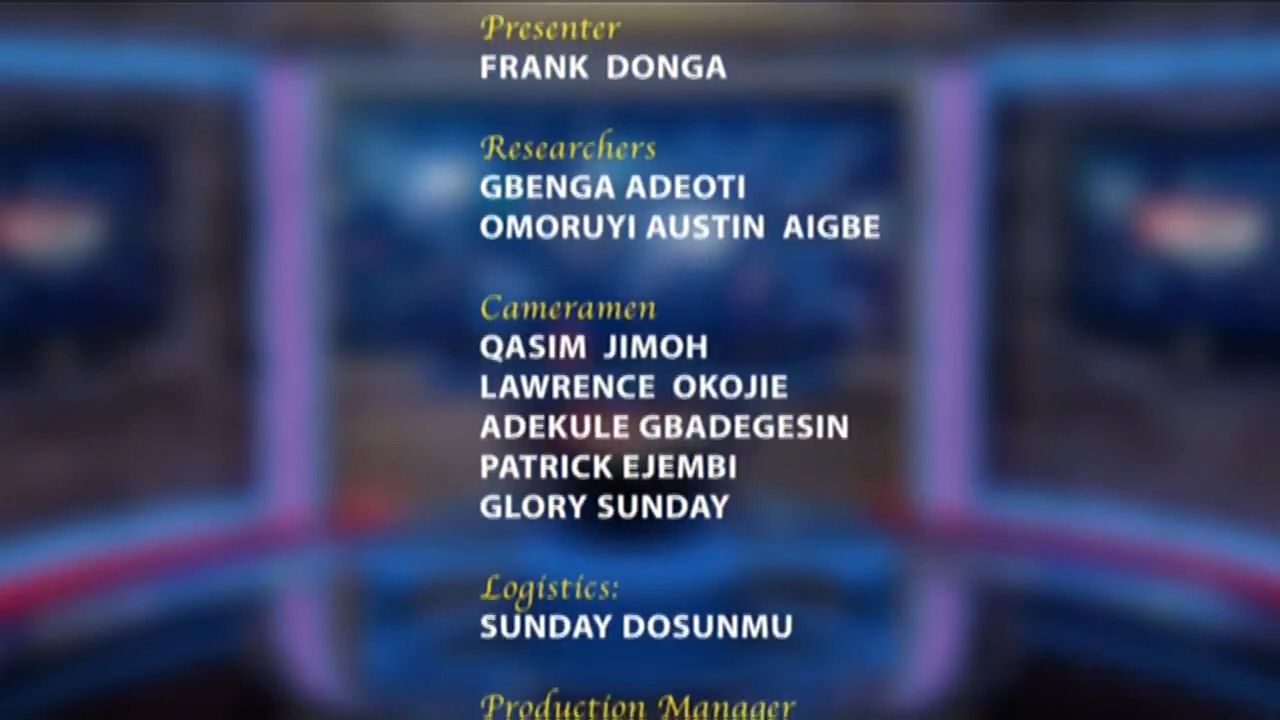 Presenter
FRANK DONGA
Researchers
GBENGA ADEOTI
OMORUYI AUSTIN AIGBE
Cameramen
QASIM JIMOH
LAWRENCE OKOJIE
ADEKULE GBADEGESIN
PATRICK EJEMBI
GLORY SUNDAY
Logistics:
SUNDAY DOSUNMU
Production Manager